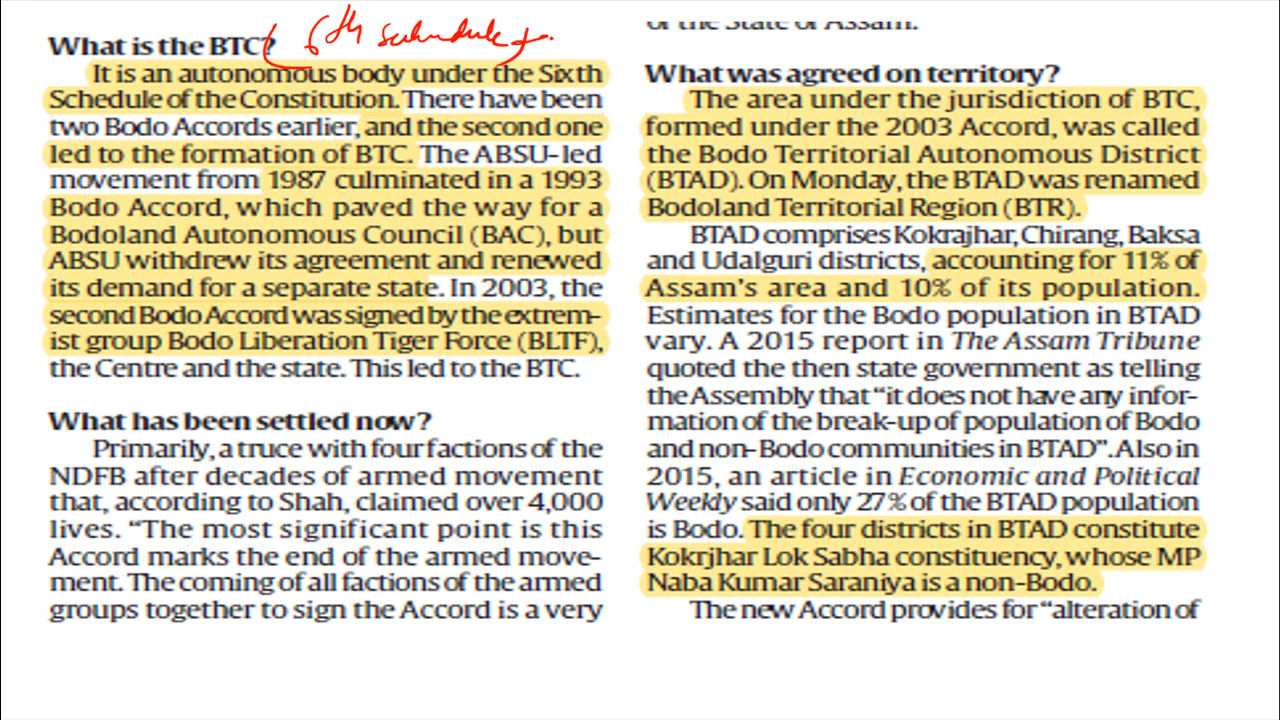 What is the BTC?
6th schedule
It is an autonomous body under the Sixth
Schedule of the Constitution. There have been
two Bodo Accords earlier, and the second one
led to the formation of BTC. The ABSU-led
movement from 1987 culminated in a 1993
Bodo Accord, which paved the way for a
Bodoland Autonomous Council (BAC), but
ABSU withdrew its agreement and renewed
its demand for a separate state. In 2003, the
second Bodo Accord was signed by the extrem-
ist group Bodo Liberation Tiger Force (BLTF),
the Centre and the state. This led to the BTC.
What has been settled now?
Primarily, a truce with four factions of the
NDFB after decades of armed movement
that, according to Shah, claimed over 4,000
lives. “The most significant point is this
Accord marks the end of the armed move-
ment. The coming of all factions of the armed
groups together to sign the Accord is a very
of the State of Assam.
What was agreed on territory?
The area under the jurisdiction of BTC,
formed under the 2003 Accord, was called
the Bodo Territorial Autonomous District
(BTAD). On Monday, the BTAD was renamed
Bodoland Territorial Region (BTR).
BTAD comprises Kokrajhar, Chirang, Baksa
and Udalguri districts, accounting for 11% of
Assam’s area and 10% of its population.
Estimates for the Bodo population in BTAD
vary. A 2015 report in The Assam Tribune
quoted the then state government as telling
the Assembly that “it does not have any infor-
mation of the break-up of population of Bodo
and non-Bodo communities in BTAD”. Also in
2015, an article in Economic and Political
Weekly said only 27% of the BTAD population
is Bodo. The four districts in BTAD constitute
Kokrjhar Lok Sabha constituency, whose MP
Naba Kumar Saraniya is a non-Bodo.
The new Accord provides for “alteration of